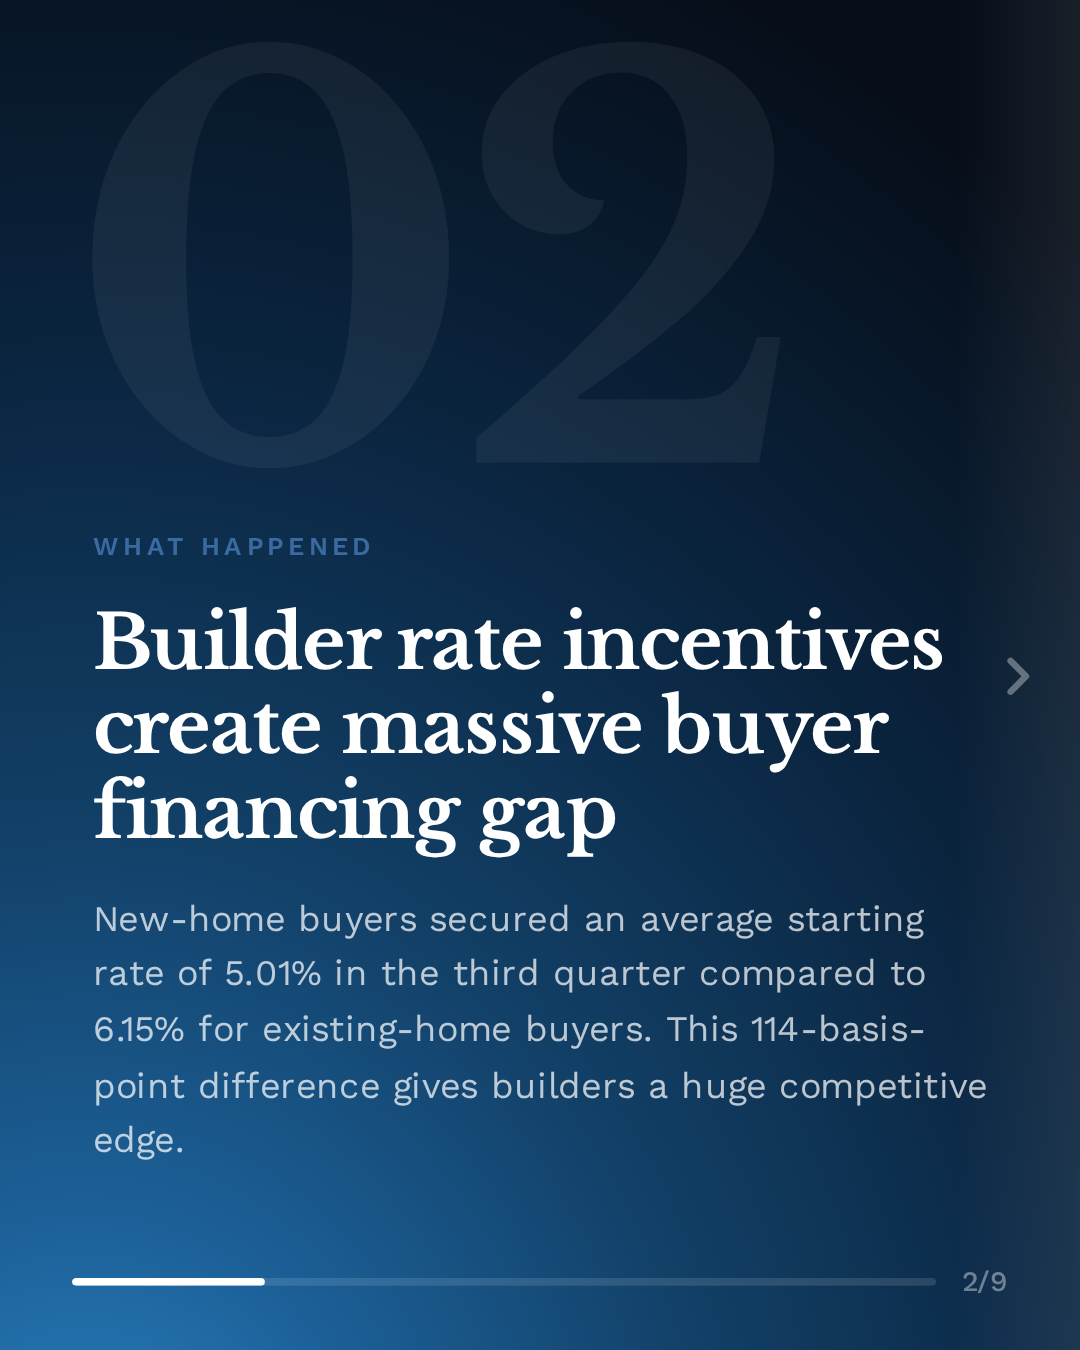 02
WHAT HAPPENED
Builder rate incentives
create massive buyer
financing gap
New-home buyers secured an average starting
rate of 5.01% in the third quarter compared to
6.15% for existing-home buyers. This 114-basis-
point difference gives builders a huge competitive
edge.
2/9